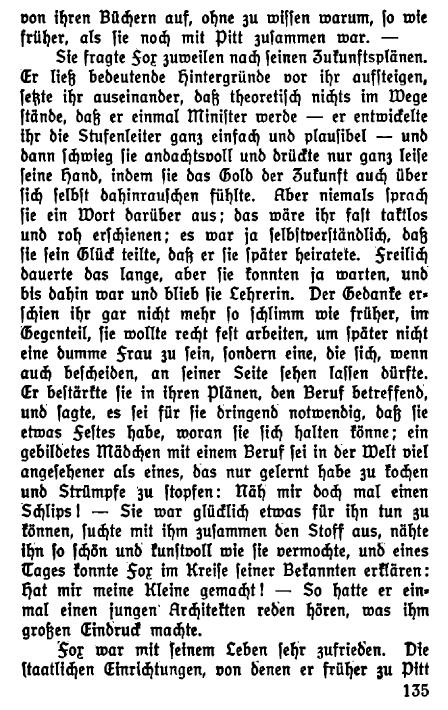 von ihren Büchern auf, ohne zu wissen warum, so wie
früher, als sie noch mit Pitt zusammen war. —
Sie fragte Fox zuweilen nach seinen Zukunftsplänen.
Er ließ bedeutende Hintergründe vor ihr aufsteigen,
setzte ihr auseinander, daß theoretisch nichts im Wege
stände, daß er einmal Minister werde — er entwickelte
ihr die Stufenleiter ganz einfach und plausibel — und
dann schwieg sie andachtsvoll und drückte nur ganz leise
seine Hand, indem sie das Gold der Zukunft auch über
sich selbst dahinrauschen fühlte. Aber niemals sprach
sie ein Wort darüber aus; das wäre ihr fast taktlos
und roh erschienen; es war ja selbstverständlich, daß
sie sein Glück teilte, daß er sie später heiratete. Freilich
dauerte das lange, aber sie konnten ja warten, und
bis dahin war und blieb sie Lehrerin. Der Gedanke er-
schien ihr gar nicht mehr so schlimm wie früher, im
Gegenteil, sie wollte recht fest arbeiten, um später nicht
eine dumme Frau zu sein, sondern eine, die sich, wenn
auch bescheiden, an seiner Seite sehen lassen dürfte.
Er bestärkte sie in ihren Plänen, den Beruf betreffend,
und sagte, es sei für sie dringend notwendig, daß sie
etwas Festes habe, woran sie sich halten könne; ein
gebildetes Mädchen mit einem Beruf sei in der Welt viel
angesehener als eines, das nur gelernt habe zu kochen
und Strümpfe zu stopfen: Näh mir doch mal einen
Schlips! — Sie war glücklich etwas für ihn tun zu
können, suchte mit ihm zusammen den Stoff aus, nähte
ihn so schön und kunstvoll wie sie vermochte, und eines
Tages konnte Fox im Kreise seiner Bekannten erklären:
Hat mir meine Kleine gemacht! — So hatte er ein-
mal einen jungen Architekten reden hören, was ihm
großen Eindruck machte.
Fox war mit seinem Leben sehr zufrieden. Die
staatlichen Einrichtungen, von denen er früher zu Pitt
135